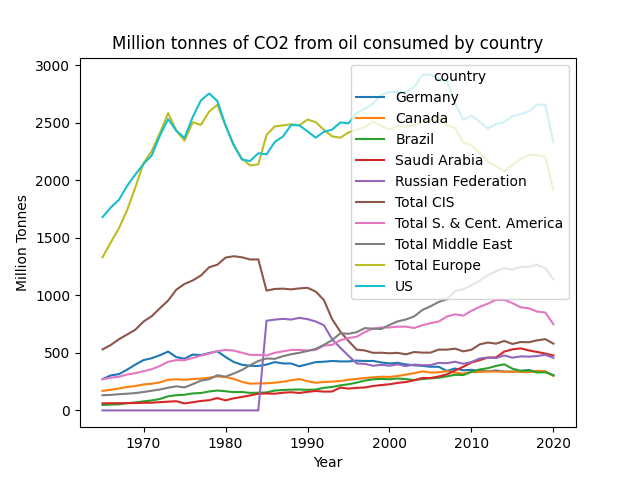 Million tonnes of CO2 from oil consumed by country
3000
2500
2000
1500
1000
500
0
Million Tonnes
country
Germany
Canada
Brazil
Saudi Arabia
Russian Federation
Total CIS
Total S. & Cent. America
Total Middle East
Total Europe
US
1970
1980
1990
2000
2010
2020
Year